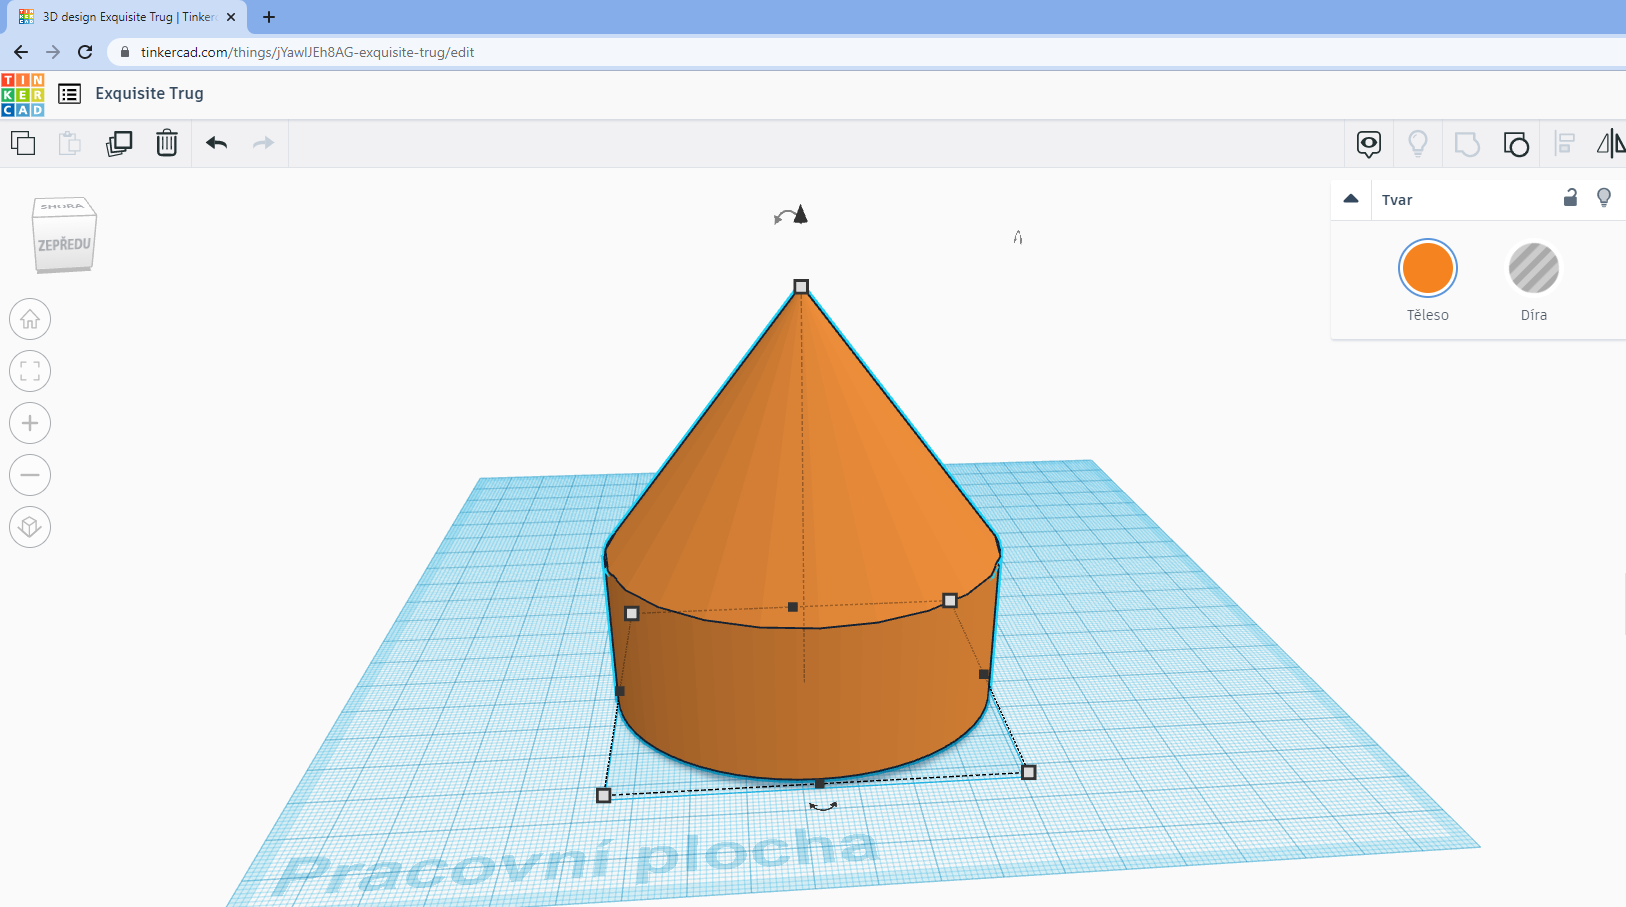 3D design Exquisite Trug | Tinker
tinkercad.com/things/jYawIJEh8AG-exquisite-trug/edit
TIN
KER
CAD
Exquisite Trug
SHORA
ZEPŘEDU
Tvar
Těleso
Díra
Pracovní plocha